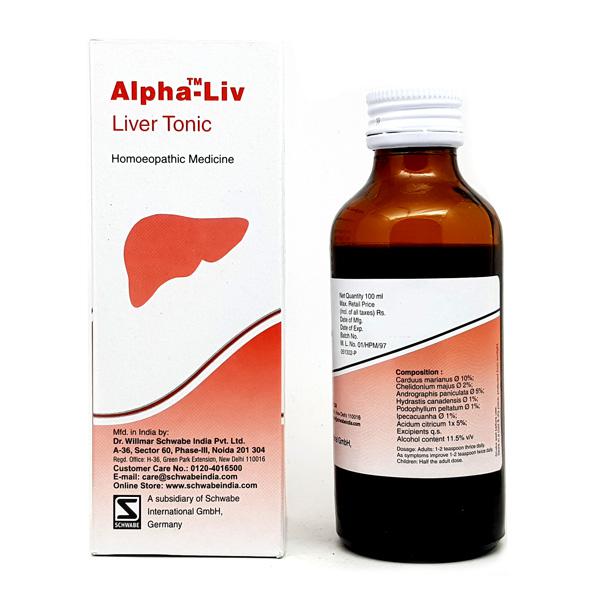 Alpha-Liv
TM
Liver Tonic
Homoeopathic Medicine
Mfd. in India by:
Dr. Willmar Schwabe India Pvt. Ltd.
A-36, Sector 60, Phase-III, Noida 201 304
Regd. Office: H-36, Green Park Extension, New Delhi 110016
Customer Care No.: 0120-4016500
E-mail: care@schwabeindia.com
Online Store: www.schwabeindia.com
SCHWABE
A subsidiary of Schwabe
International GmbH,
Germany
Net Quantity 100 ml
Max. Retail Price
(Incl. of all taxes) Rs.
Date of Mfg.
Date of Exp.
Batch No.
M. L. No. 01/HPM/97
051302-P
Composition :
Carduus marianus Ø 10%;
Chelidonium majus Ø 2%;
Andrographis paniculata Ø 5%;
Hydrastis canadensis Ø 1%;
Podophyllum peltatum Ø 1%;
Ipecacuanha Ø 1%;
Acidum citricum 1x 5%;
Excipients q.s.
Alcohol content 11.5% v/v
Dosage: Adults: 1-2 teaspoon thrice daily.
As symptoms improve 1-2 teaspoon twice daily.
Children: Half the adult dose.
Delhi 110016
GmbH,